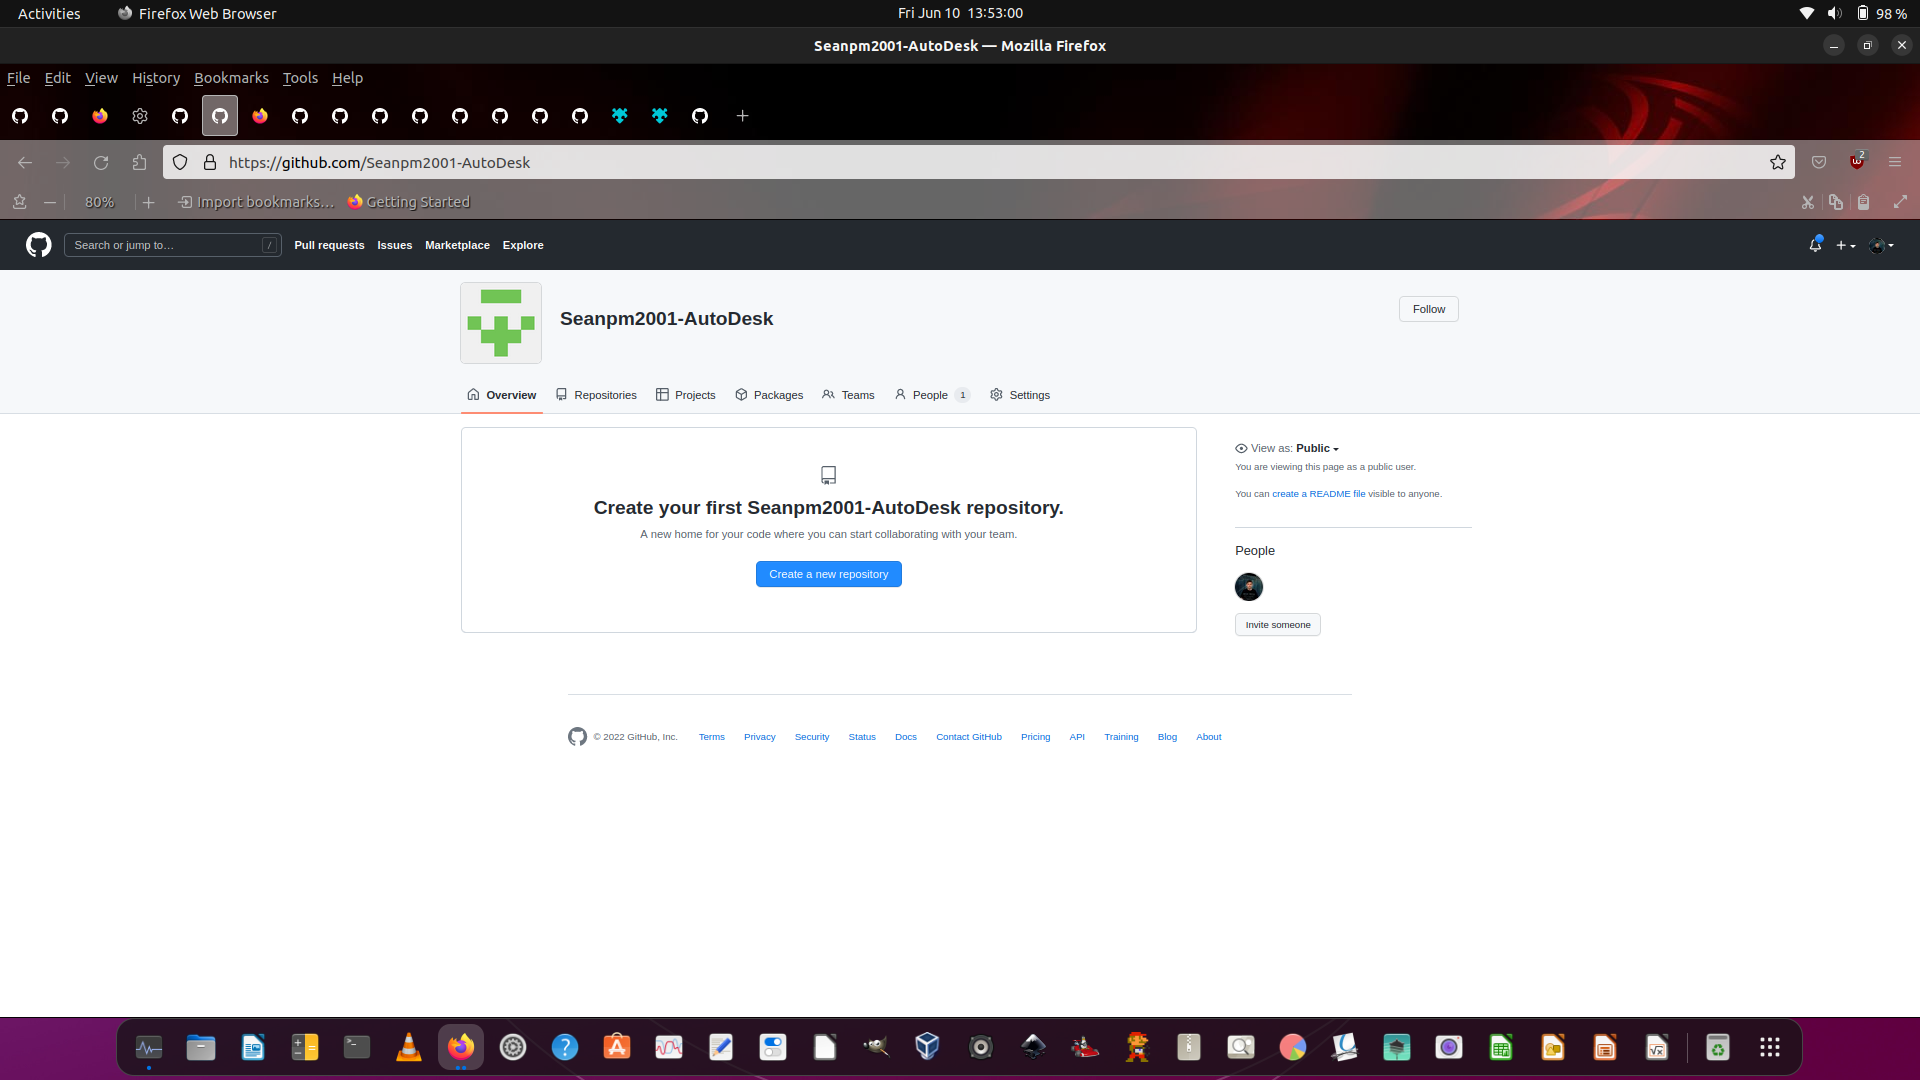 Activities Firefox Web Browser Fri Jun 10 13:53:00 98 %
Seanpm2001-AutoDesk — Mozilla Firefox
File Edit View History Bookmarks Tools Help
https://github.com/Seanpm2001-AutoDesk 2
80% Import bookmarks... Getting Started
Search or jump to... / Pull requests Issues Marketplace Explore
Seanpm2001-AutoDesk
Follow
Overview Repositories Projects Packages Teams People 1 Settings
View as: Public
You are viewing this page as a public user.
You can create a README file visible to anyone.
Create your first Seanpm2001-AutoDesk repository.
A new home for your code where you can start collaborating with your team.
Create a new repository
People
Invite someone
© 2022 GitHub, Inc. Terms Privacy Security Status Docs Contact GitHub Pricing API Training Blog About